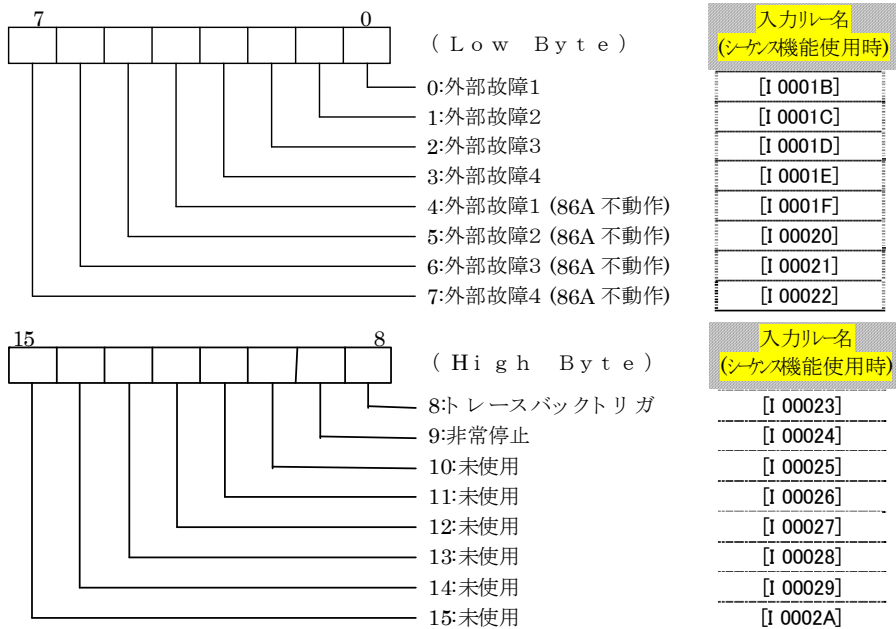 7 0 (Low Byte) 入力リレー名
(シーケンス機能使用時)
0:外部故障1 [I 0001B]
1:外部故障2 [I 0001C]
2:外部故障3 [I 0001D]
3:外部故障4 [I 0001E]
4:外部故障1 (86A 不動作) [I 0001F]
5:外部故障2 (86A 不動作) [I 00020]
6:外部故障3 (86A 不動作) [I 00021]
7:外部故障4 (86A 不動作) [I 00022]
15 8 (High Byte) 入力リレー名
(シーケンス機能使用時)
8:トレースバックトリガ [I 00023]
9:非常停止 [I 00024]
10:未使用 [I 00025]
11:未使用 [I 00026]
12:未使用 [I 00027]
13:未使用 [I 00028]
14:未使用 [I 00029]
15:未使用 [I 0002A]